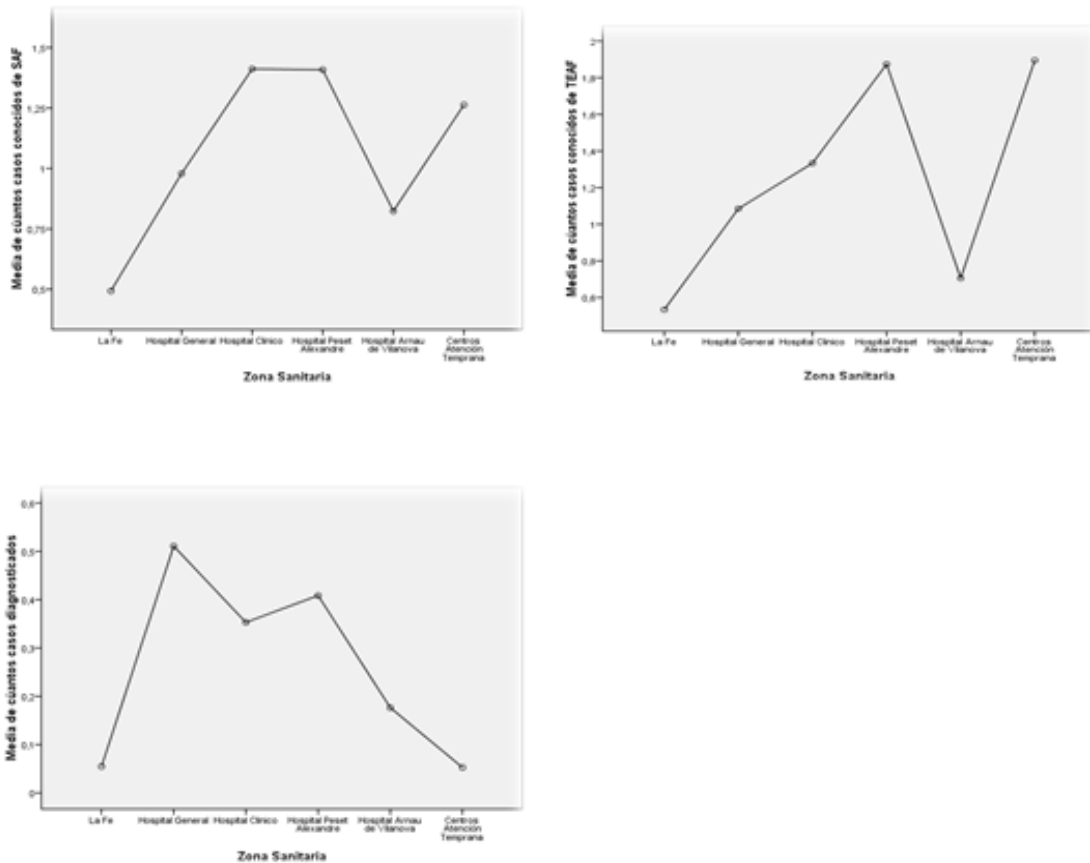 Media de cúantos casos conocidos de SAF
1,5
1,25
1
0,75
0,5
La Fe
Hospital General
Hospital Clínico
Hospital Peset
Aleixandre
Hospital Arnau
de Vilanova
Centros
Atención
Temprana
Zona Sanitaria
Media de cúantos casos conocidos de TEAF
2
1,8
1,6
1,4
1,2
1
0,8
0,6
La Fe
Hospital General
Hospital Clínico
Hospital Peset
Aleixandre
Hospital Arnau
de Vilanova
Centros
Atención
Temprana
Zona Sanitaria
Media de cúantos casos diagnosticados
0,6
0,5
0,4
0,3
0,2
0,1
0
La Fe
Hospital General
Hospital Clínico
Hospital Peset
Aleixandre
Hospital Arnau
de Vilanova
Centros
Atención
Temprana
Zona Sanitaria